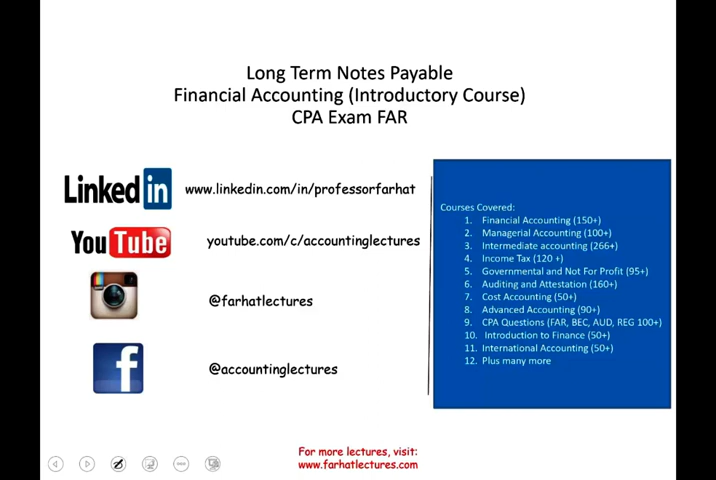 Long Term Notes Payable
Financial Accounting (Introductory Course)
CPA Exam FAR
Linked in
www.linkedin.com/in/professorfarhat
YouTube
youtube.com/c/accountinglectures
@farhatlectures
f
@accountinglectures
Courses Covered:
1. Financial Accounting (150+)
2. Managerial Accounting (100+)
3. Intermediate accounting (266+)
4. Income Tax (120 +)
5. Governmental and Not For Profit (95+)
6. Auditing and Attestation (160+)
7. Cost Accounting (50+)
8. Advanced Accounting (90+)
9. CPA Questions (FAR, BEC, AUD, REG 100+)
10. Introduction to Finance (50+)
11. International Accounting (50+)
12. Plus many more
For more lectures, visit:
www.farhatlectures.com